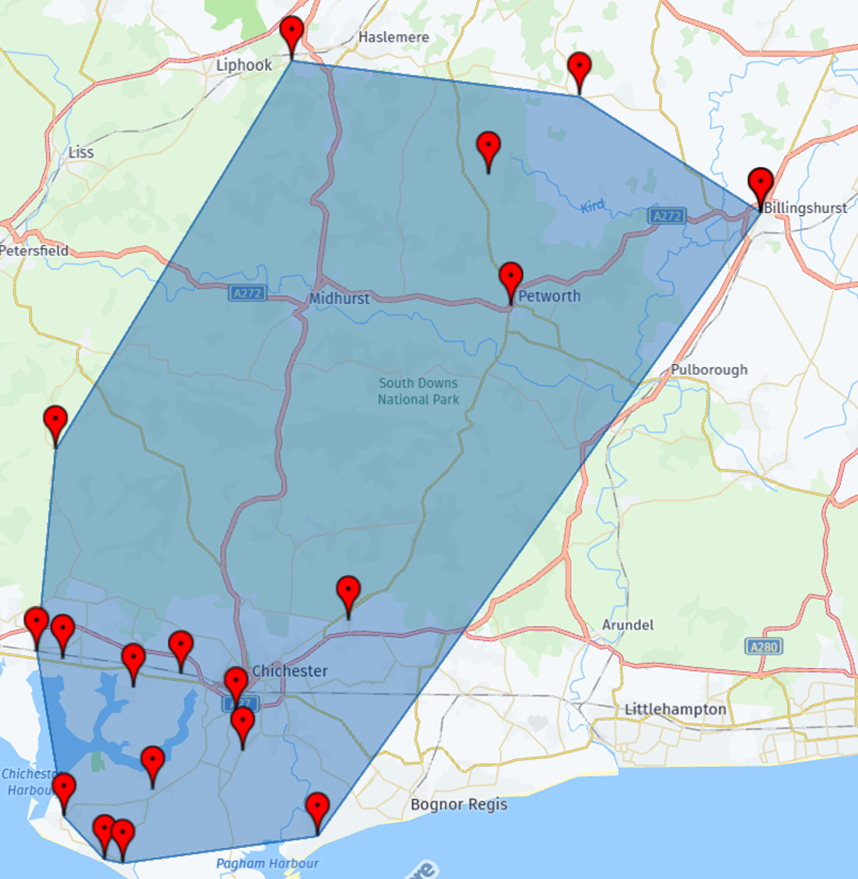 Haslemere
Liphook
Liss
Kird
A272
Billingshurst
Petersfield
A272
Midhurst
Petworth
Pulborough
South Downs
National Park
Arundel
A280
Chichester
A27
Littlehampton
Harbour
Bognor Regis
Pagham Harbour